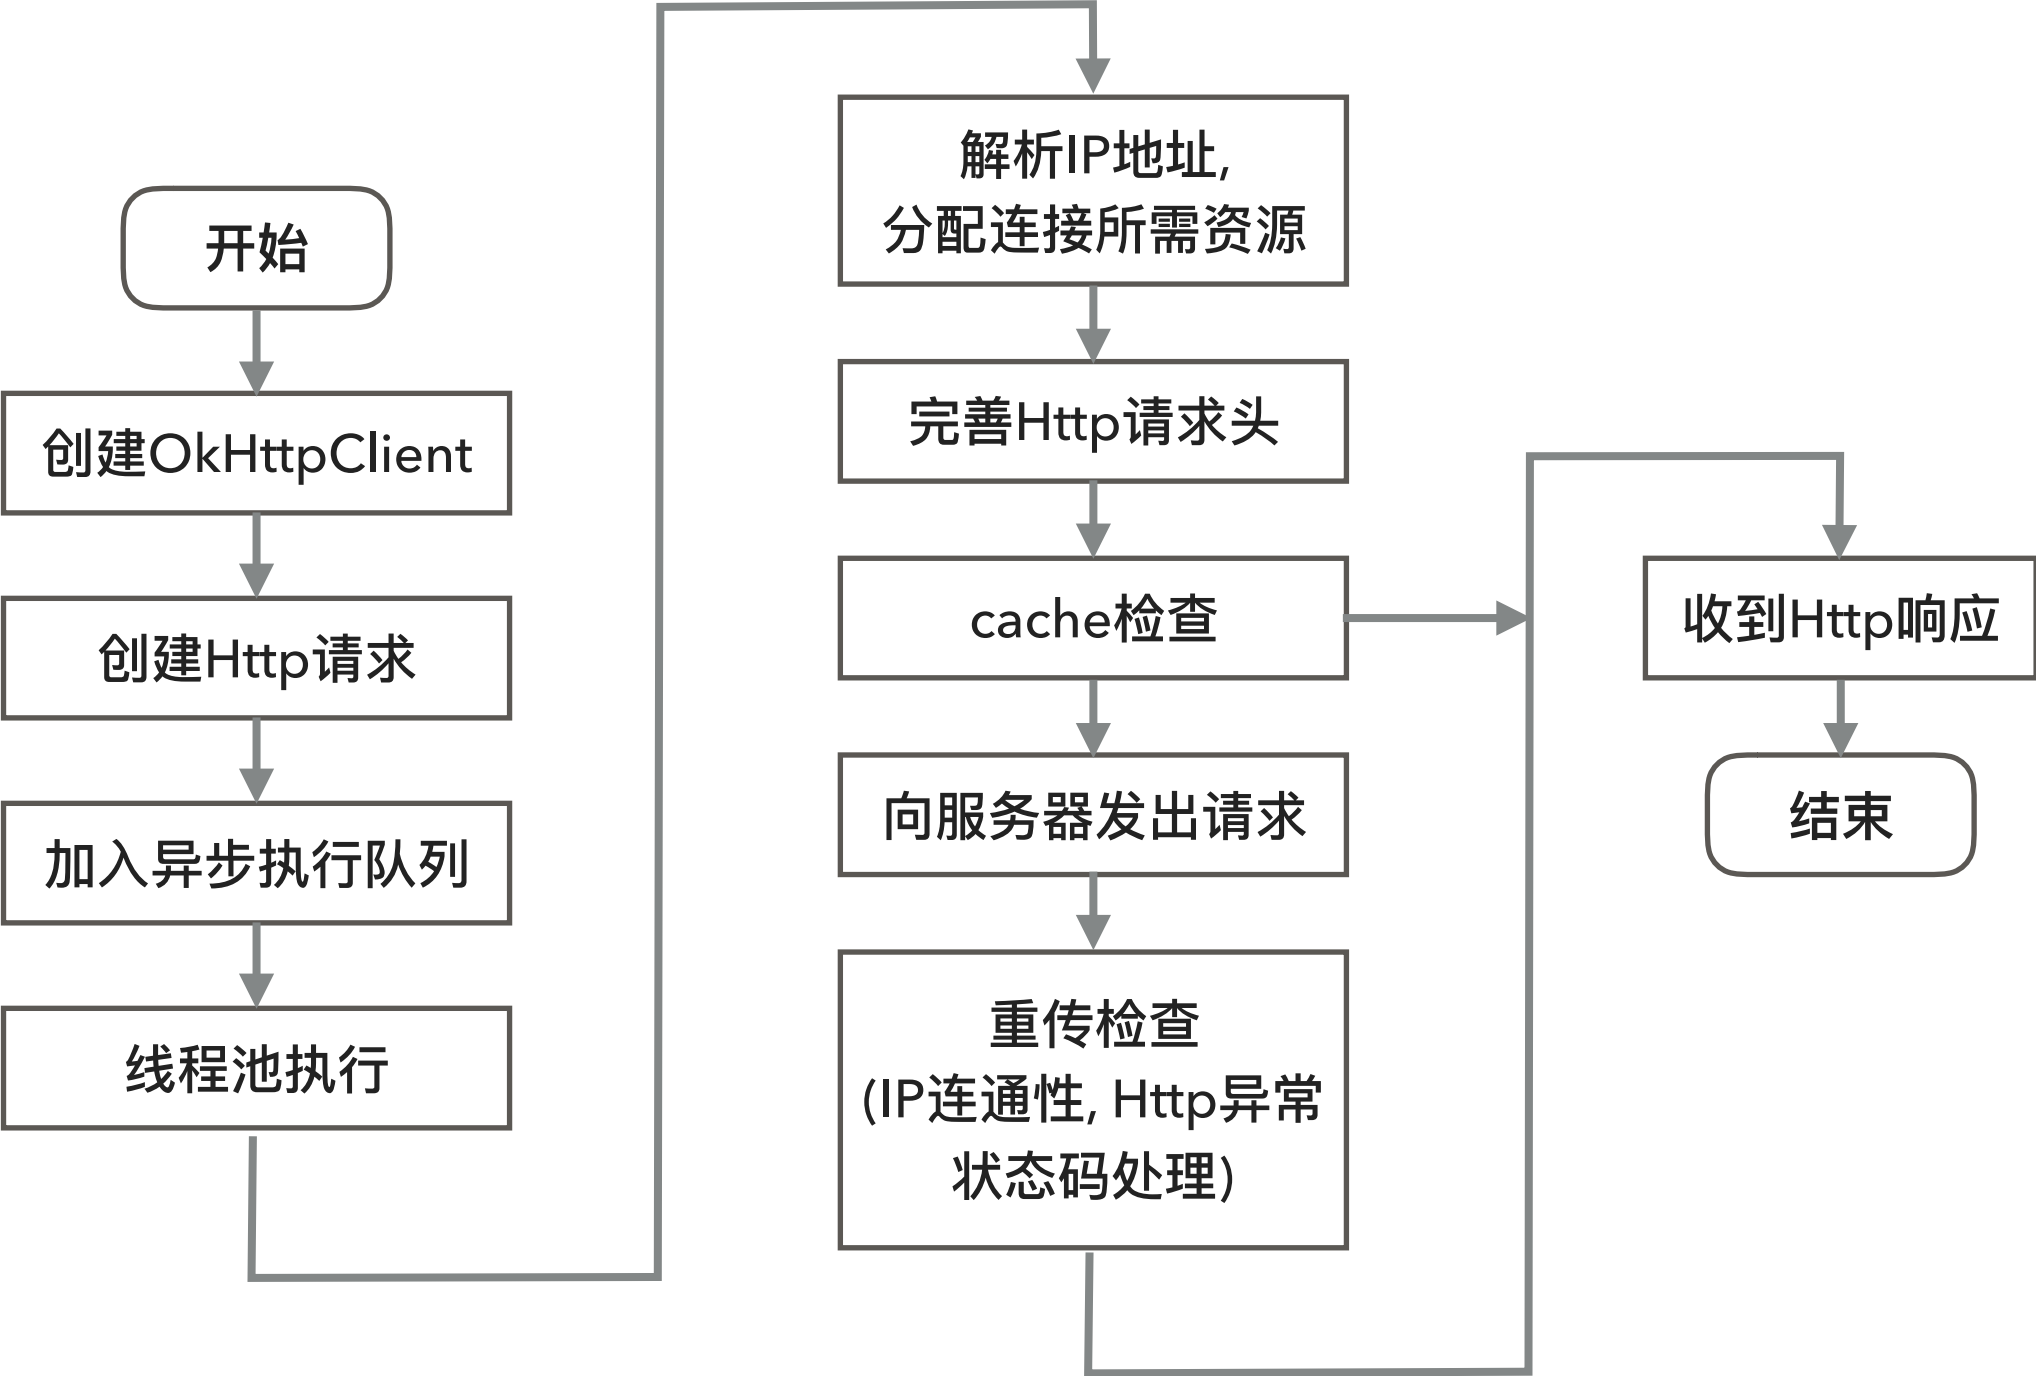 开始
创建OkHttpClient
创建Http请求
加入异步执行队列
线程池执行
解析IP地址,
分配连接所需资源
完善Http请求头
cache检查
向服务器发出请求
重传检查
(IP连通性, Http异常
状态码处理)
收到Http响应
结束